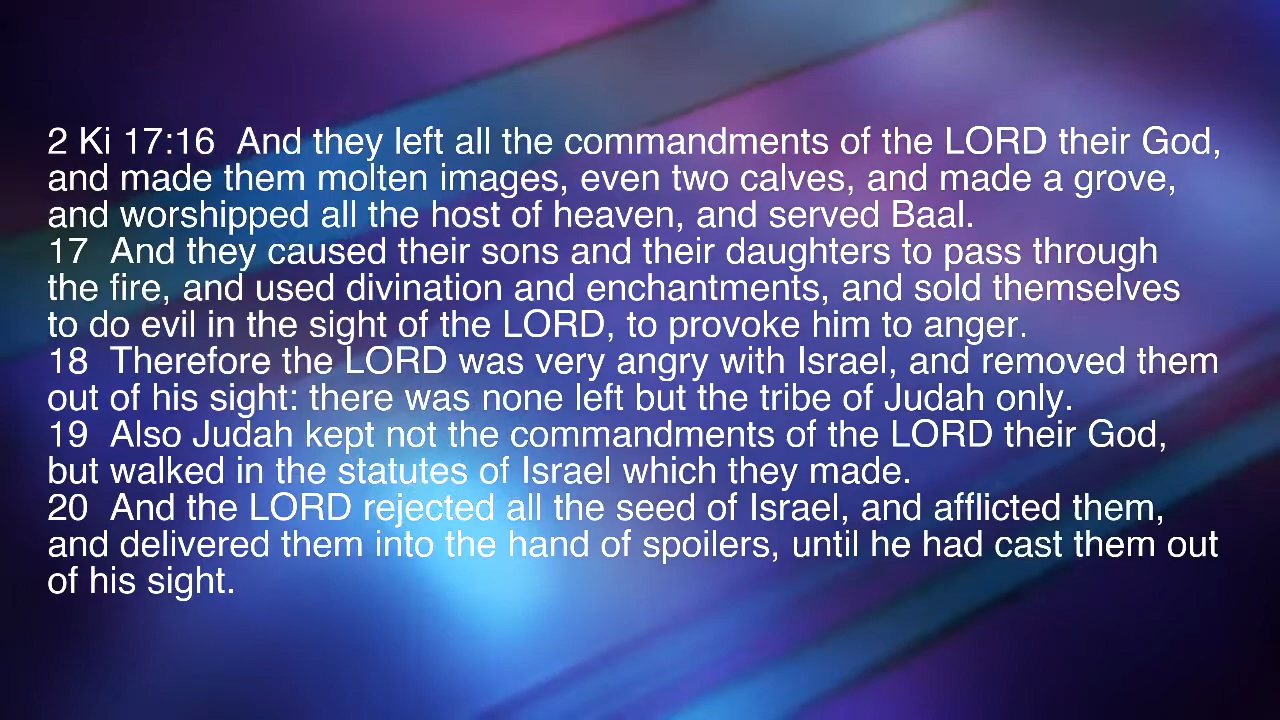 2 Ki 17:16  And they left all the commandments of the LORD their God,
and made them molten images, even two calves, and made a grove,
and worshipped all the host of heaven, and served Baal.
17  And they caused their sons and their daughters to pass through
the fire, and used divination and enchantments, and sold themselves
to do evil in the sight of the LORD, to provoke him to anger.
18  Therefore the LORD was very angry with Israel, and removed them
out of his sight: there was none left but the tribe of Judah only.
19  Also Judah kept not the commandments of the LORD their God,
but walked in the statutes of Israel which they made.
20  And the LORD rejected all the seed of Israel, and afflicted them,
and delivered them into the hand of spoilers, until he had cast them out
of his sight.